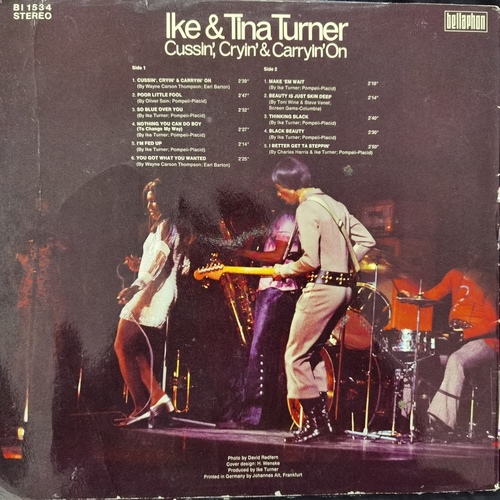 BI 1534
STEREO
Ike & Tina Turner
Cussin', Cryin' & Carryin' On
bellaphon
Side 1
1. CUSSIN', CRYIN' & CARRYIN' ON 2'39"
(By Wayne Carson Thompson; Earl Barton)
2. POOR LITTLE FOOL 2'47"
(By Oliver Sain; Pompeii-Placid)
3. SO BLUE OVER YOU 2'52"
(By Ike Turner; Pompeii-Placid)
4. NOTHING YOU CAN DO BOY
(To Change My Way) 2'27"
(By Ike Turner; Pompeii-Placid)
5. I'M FED UP 2'14"
(By Ike Turner; Pompeii-Placid)
6. YOU GOT WHAT YOU WANTED 2'25"
(By Wayne Carson Thompson; Earl Barton)
Side 2
1. MAKE 'EM WAIT 2'18"
(By Ike Turner; Pompeii-Placid)
2. BEAUTY IS JUST SKIN DEEP 2'14"
(By Toni Wine & Steve Venet;
Screen Gems-Columbia)
3. THINKING BLACK 2'40"
(By Ike Turner; Pompeii-Placid)
4. BLACK BEAUTY 2'30"
(By Ike Turner; Pompeii-Placid)
5. I BETTER GET TA STEPPIN' 2'50"
(By Charles Harris & Ike Turner; Pompeii-Placid)
Photo by David Redfern
Cover design: H. Wenske
Produced by Ike Turner
Printed in Germany by Johannes Alt, Frankfurt